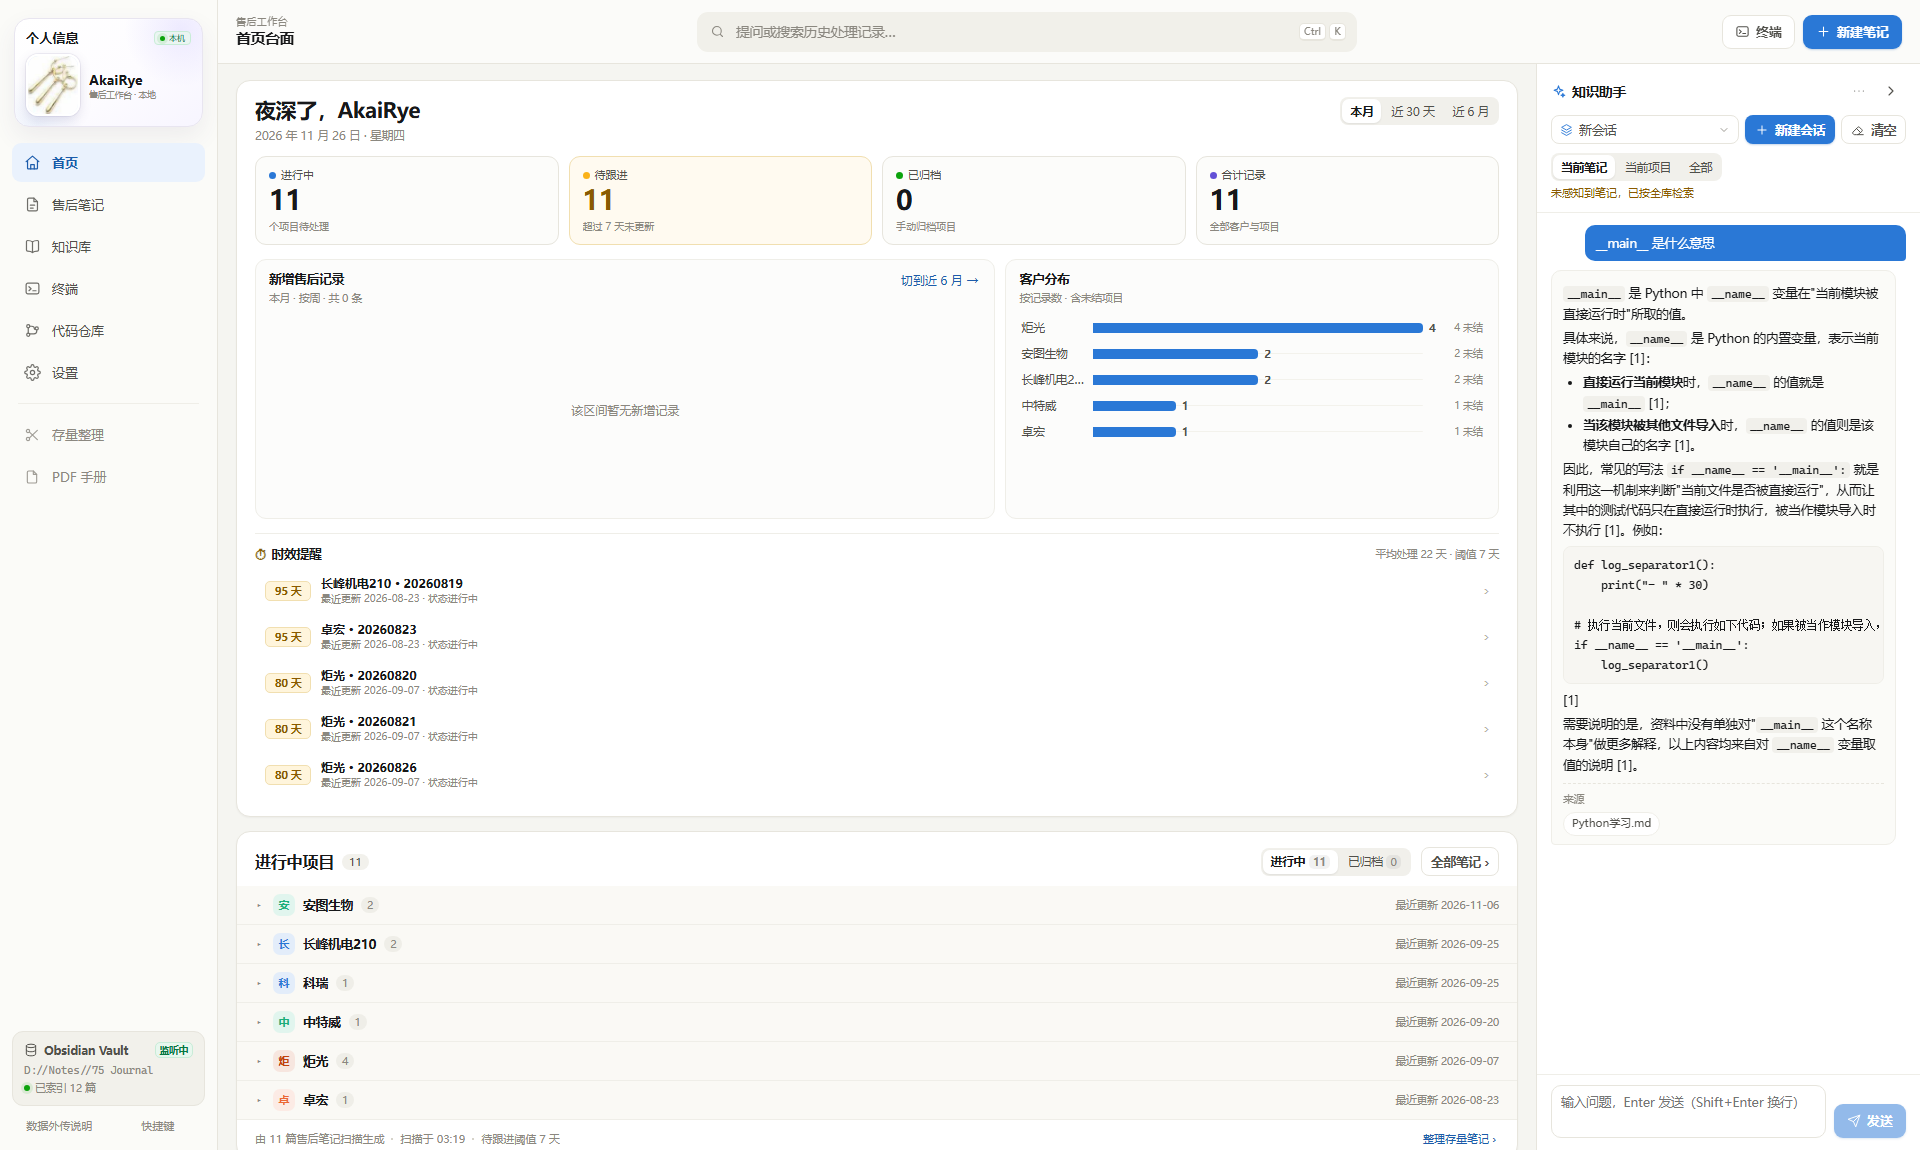 个人信息
本机
AkaiRye
售后工作台 · 本地
首页
售后笔记
知识库
终端
代码仓库
设置
存量整理
PDF 手册
Obsidian Vault
监听中
D://Notes//75 Journal
已索引 12 篇
数据外传说明
快捷键
售后工作台
首页台面
提问或搜索历史处理记录...
Ctrl K
终端
新建笔记
夜深了，AkaiRye
2026 年 11 月 26 日 · 星期四
本月 近 30 天 近 6 月
进行中
11
个项目待处理
待跟进
11
超过 7 天未更新
已归档
0
手动归档项目
合计记录
11
全部客户与项目
新增售后记录
切到近 6 月 →
本月 · 按周 · 共 0 条
该区间暂无新增记录
客户分布
按记录数 · 含未结项目
炬光 4 4 未结
安图生物 2 2 未结
长峰机电2... 2 2 未结
中特威 1 1 未结
卓宏 1 1 未结
时效提醒
平均处理 22 天 · 阈值 7 天
95 天
长峰机电210 • 20260819
最近更新 2026-08-23 · 状态进行中
95 天
卓宏 • 20260823
最近更新 2026-08-23 · 状态进行中
80 天
炬光 • 20260820
最近更新 2026-09-07 · 状态进行中
80 天
炬光 • 20260821
最近更新 2026-09-07 · 状态进行中
80 天
炬光 • 20260826
最近更新 2026-09-07 · 状态进行中
进行中项目 11
进行中 11 已归档 0
全部笔记 ›
安 安图生物 2 最近更新 2026-11-06
长 长峰机电210 2 最近更新 2026-09-25
科 科瑞 1 最近更新 2026-09-25
中 中特威 1 最近更新 2026-09-20
炬 炬光 4 最近更新 2026-09-07
卓 卓宏 1 最近更新 2026-08-23
由 11 篇售后笔记扫描生成 · 扫描于 03:19 · 待跟进阈值 7 天
整理存量笔记 ›
知识助手
新会话
新建会话
清空
当前笔记 当前项目 全部
未感知到笔记，已按全库检索
__main__ 是什么意思
__main__ 是 Python 中 __name__ 变量在"当前模块被
直接运行时"所取的值。
具体来说，__name__ 是 Python 的内置变量，表示当前
模块的名字 [1]：
• 直接运行当前模块时，__name__ 的值就是
__main__ [1]；
• 当该模块被其他文件导入时，__name__ 的值则是该
模块自己的名字 [1]。
因此，常见的写法 if __name__ == '__main__': 就是
利用这一机制来判断"当前文件是否被直接运行"，从而让
其中的测试代码只在直接运行时执行，被当作模块导入时
不执行 [1]。例如：
def log_separator1():
print("- " * 30)
# 执行当前文件，则会执行如下代码；如果被当作模块导入，
if __name__ == '__main__':
log_separator1()
[1]
需要说明的是，资料中没有单独对"__main__ 这个名称
本身"做更多解释，以上内容均来自对 __name__ 变量取
值的说明 [1]。
来源
Python学习.md
输入问题，Enter 发送（Shift+Enter 换行）
发送